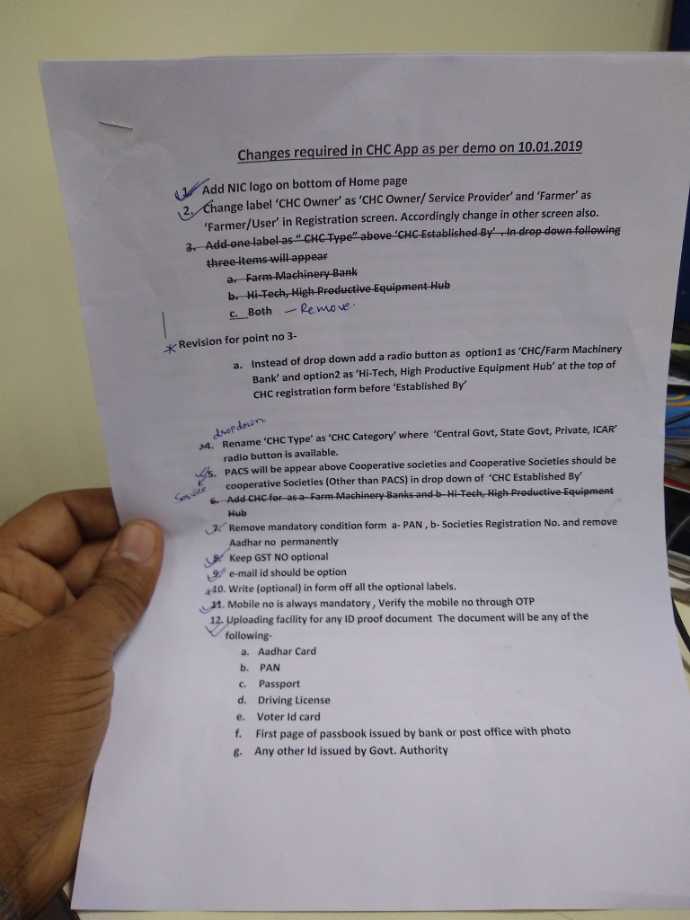 Changes required in CHC App as per demo on 10.01.2019
1. Add NIC logo on bottom of Home page
2. Change label 'CHC Owner' as 'CHC Owner/ Service Provider' and 'Farmer' as
'Farmer/User' in Registration screen. Accordingly change in other screen also.
3. Add one label as " CHC Type" above 'CHC Established By' . In drop down following
three Items will appear
a. Farm Machinery Bank
b. Hi-Tech, High Productive Equipment Hub
c. Both – Remove.
* Revision for point no 3-
a. Instead of drop down add a radio button as option1 as 'CHC/Farm Machinery
Bank' and option2 as 'Hi-Tech, High Productive Equipment Hub' at the top of
CHC registration form before 'Established By'
dropdown
4. Rename 'CHC Type' as 'CHC Category' where 'Central Govt, State Govt, Private, ICAR'
radio button is available.
5. PACS will be appear above Cooperative societies and Cooperative Societies should be
cooperative Societies (Other than PACS) in drop down of 'CHC Established By'
6. Add CHC for as a- Farm Machinery Banks and b- Hi-Tech, High Productive Equipment
Hub
7. Remove mandatory condition form a- PAN , b- Societies Registration No. and remove
Aadhar no permanently
8. Keep GST NO optional
9. e-mail id should be option
10. Write (optional) in form off all the optional labels.
11. Mobile no is always mandatory , Verify the mobile no through OTP
12. Uploading facility for any ID proof document The document will be any of the
following-
a. Aadhar Card
b. PAN
c. Passport
d. Driving License
e. Voter Id card
f. First page of passbook issued by bank or post office with photo
g. Any other Id issued by Govt. Authority